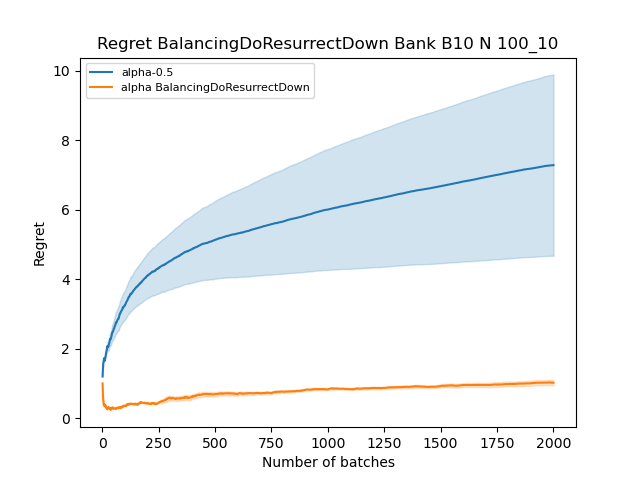 Regret BalancingDoResurrectDown Bank B10 N 100_10
alpha-0.5
alpha BalancingDoResurrectDown
10
8
6
4
2
0
Regret
0 250 500 750 1000 1250 1500 1750 2000
Number of batches